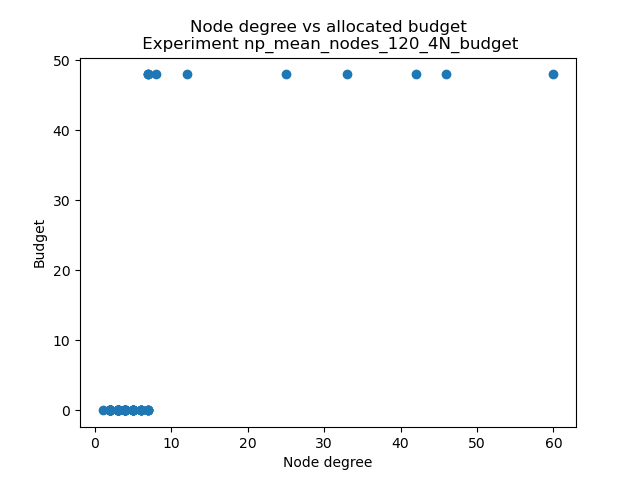 Node degree vs allocated budget
Experiment np_mean_nodes_120_4N_budget
50
40
30
20
10
0
Budget
0 10 20 30 40 50 60
Node degree